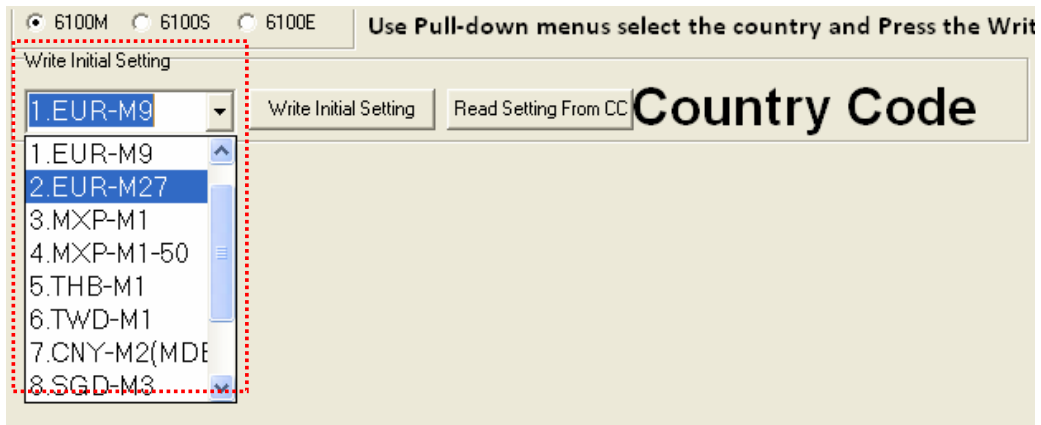 6100M 6100S 6100E Use Pull-down menus select the country and Press the Writ
Write Initial Setting
1.EUR-M9 Write Initial Setting Read Setting From CC Country Code
1.EUR-M9
2.EUR-M27
3.MXP-M1
4.MXP-M1-50
5.THB-M1
6.TWD-M1
7.CNY-M2(MDB
8.SGD-M3